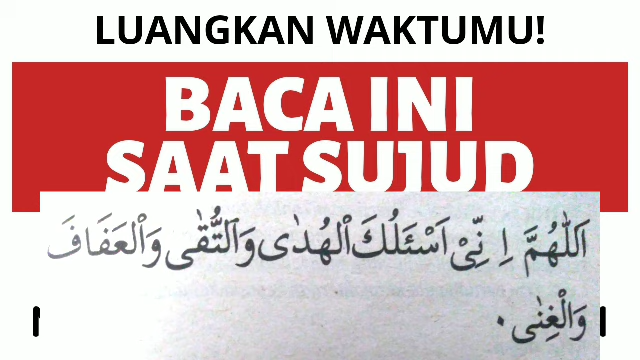 LUANGKAN WAKTUMU!
BACA INI
SAAT SUJUD
اَللّٰهُمَّ اِ نِّيْ اَسْئَلُكَ الْهُدٰى وَالتُّقٰى وَالْعَفَافَ
وَالْغِنٰى.